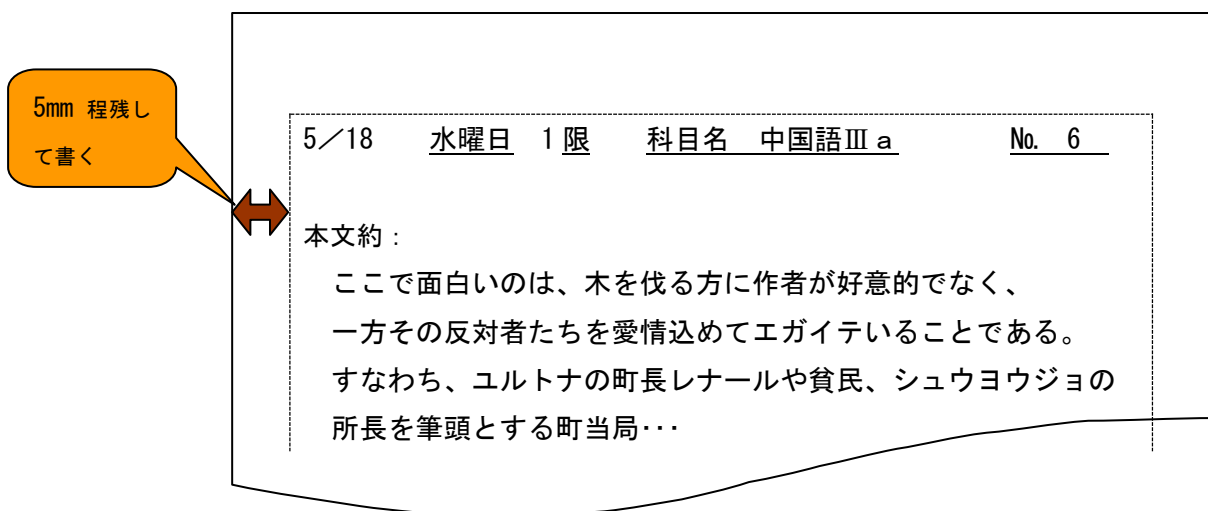 5mm 程残し
て書く
5／18 水曜日 1限 科目名 中国語Ⅲａ № 6
本文約：
ここで面白いのは、木を伐る方に作者が好意的でなく、
一方その反対者たちを愛情込めてエガイテいることである。
すなわち、ユルトナの町長レナールや貧民、シュウヨウジョの
所長を筆頭とする町当局･･･